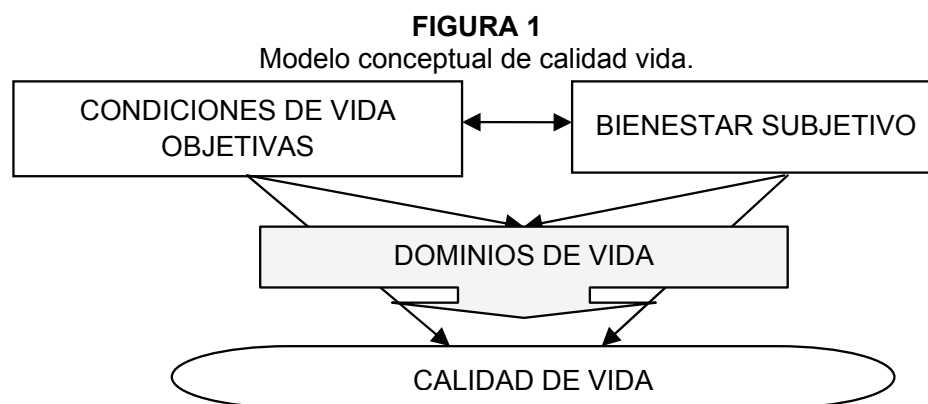 FIGURA 1
Modelo conceptual de calidad vida.
CONDICIONES DE VIDA
OBJETIVAS
BIENESTAR SUBJETIVO
DOMINIOS DE VIDA
CALIDAD DE VIDA